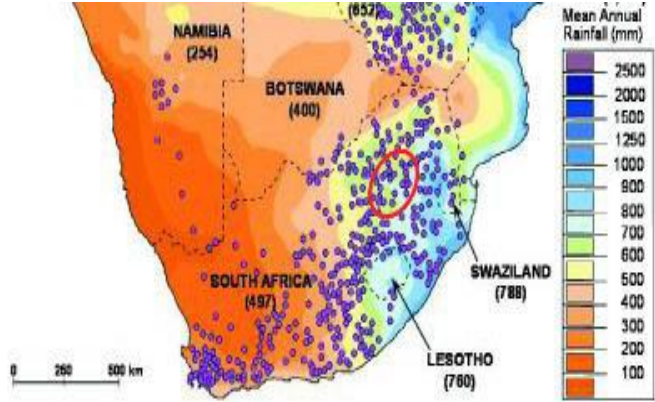 (652)
NAMIBIA
(254)
BOTSWANA
(400)
SOUTH AFRICA
(497)
SWAZILAND
(788)
LESOTHO
(760)
0 250 500 km
Mean Annual
Rainfall (mm)
2500
2000
1500
1250
1000
900
800
700
600
500
400
300
200
100